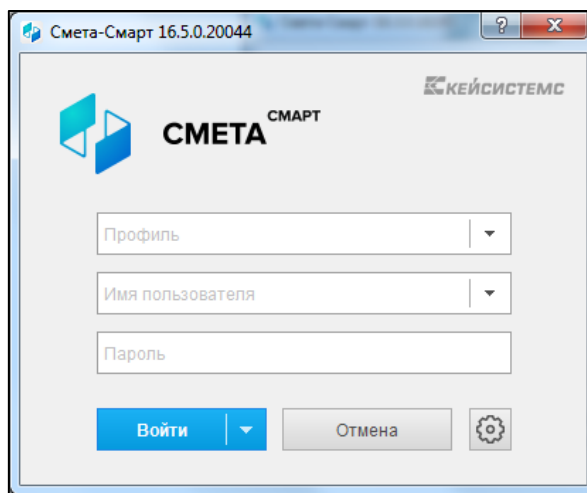 Смета-Смарт 16.5.0.20044
?
КЕЙСИСТЕМС
СМЕТА СМАРТ
Профиль
Имя пользователя
Пароль
Войти
Отмена